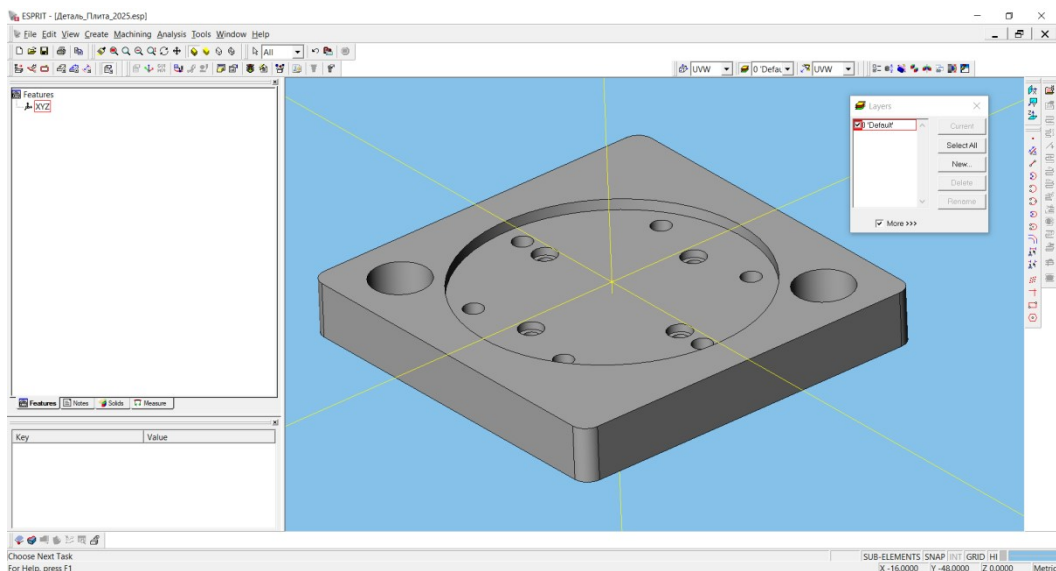 ESPRIT - [Деталь_Плита_2025.esp]
File Edit View Create Machining Analysis Tools Window Help
All
UVW 0 'Defau UVW
Features
XYZ
Layers
0 'Default'
Current
Select All
New...
Delete
Rename
More >>>
Features Notes Solids Measure
Key Value
Choose Next Task
SUB-ELEMENTS SNAP INT GRID HI
For Help, press F1
X -16.0000 Y -48.0000 Z 0.0000 Metric